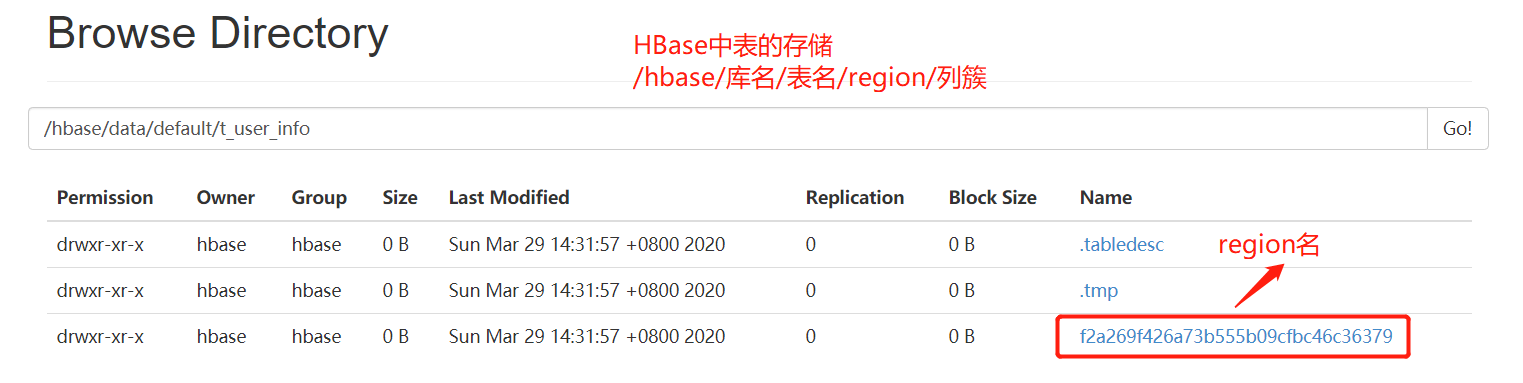 Browse Directory
HBase中表的存储
/hbase/库名/表名/region/列簇
/hbase/data/default/t_user_info Go!
Permission Owner Group Size Last Modified Replication Block Size Name
drwxr-xr-x hbase hbase 0 B Sun Mar 29 14:31:57 +0800 2020 0 0 B .tabledesc
region名
drwxr-xr-x hbase hbase 0 B Sun Mar 29 14:31:57 +0800 2020 0 0 B .tmp
drwxr-xr-x hbase hbase 0 B Sun Mar 29 14:31:57 +0800 2020 0 0 B f2a269f426a73b555b09cfbc46c36379